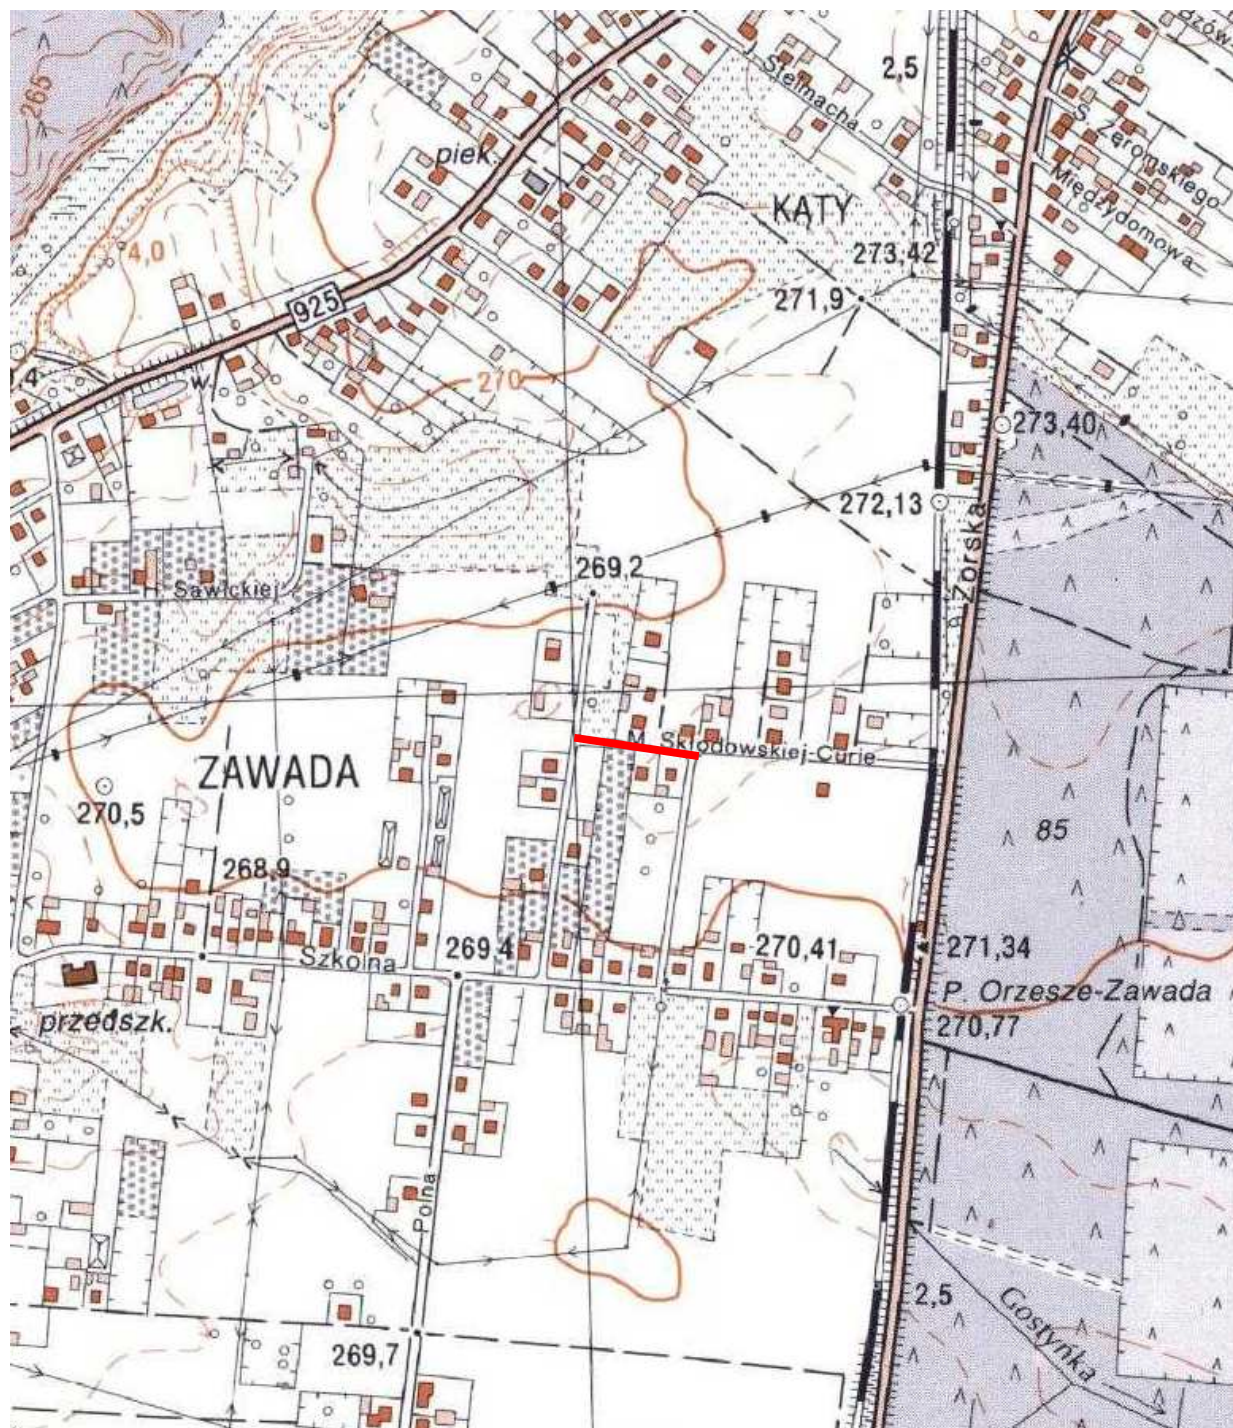 265
Stelmacha
2,5
S. Żeromskiego
Międzydomowa
piek.
KĄTY
4,0
273,42
925
271,9
w.
270
273,40
272,13
Żorska
269,2
H. Sawickiej
M. Skłodowskiej-Curie
ZAWADA
270,5
85
268,9
Szkolna
269,4
270,41
271,34
P. Orzesze-Zawada
przedszk.
270,77
Polna
2,5
Gostynka
269,7